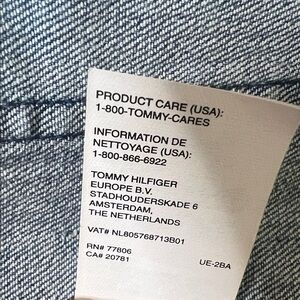 PRODUCT CARE (USA):
1-800-TOMMY-CARES
INFORMATION DE
NETTOYAGE (USA):
1-800-866-6922
TOMMY HILFIGER
EUROPE B.V.
STADHOUDERSKADE 6
AMSTERDAM,
THE NETHERLANDS
VAT# NL805768713B01
RN# 77806
CA# 20781
UE-2BA